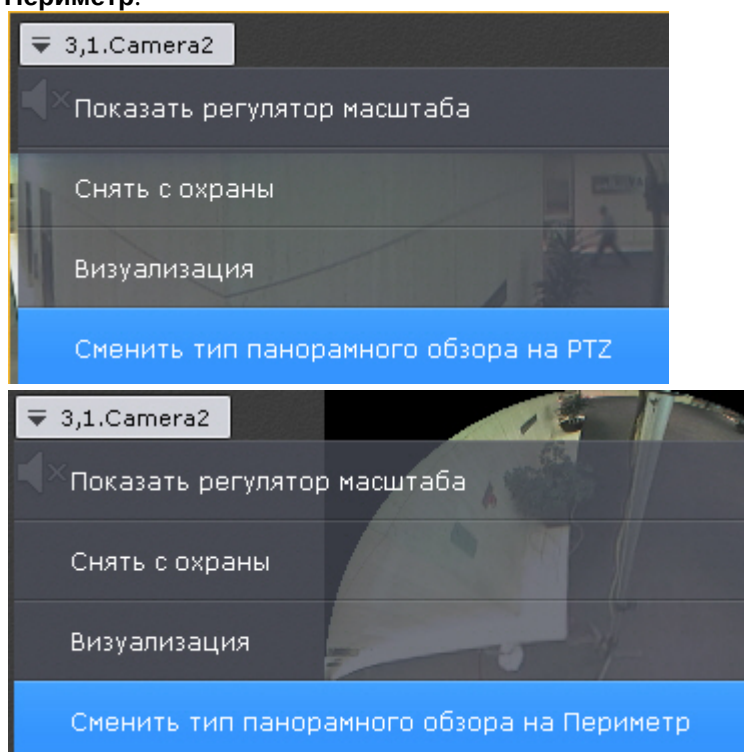 Периметр.
3,1.Camera2
Показать регулятор масштаба
Снять с охраны
Визуализация
Сменить тип панорамного обзора на PTZ
3,1.Camera2
Показать регулятор масштаба
Снять с охраны
Визуализация
Сменить тип панорамного обзора на Периметр